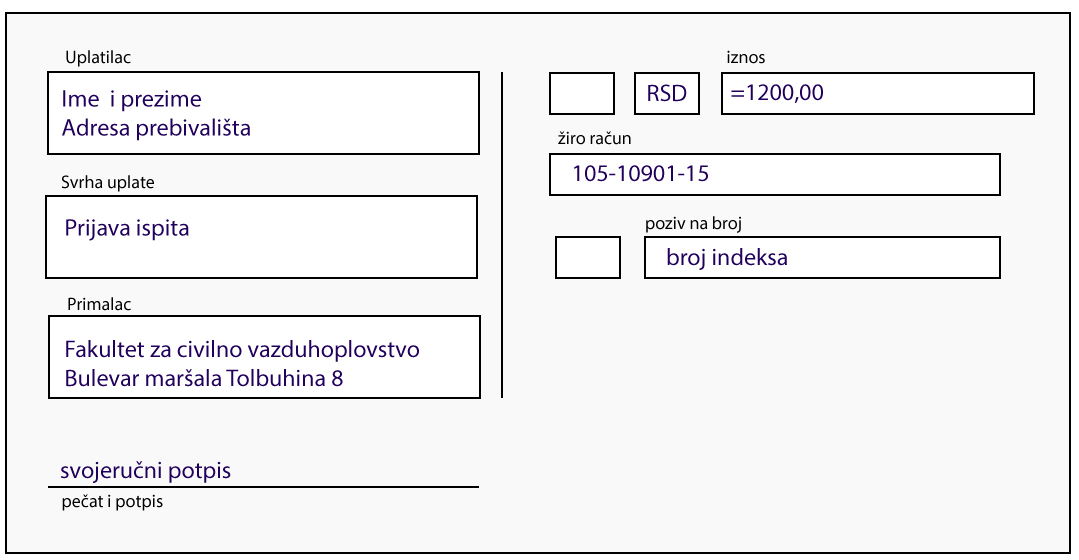 Uplatilac
Ime i prezime
Adresa prebivališta
Svrha uplate
Prijava ispita
Primalac
Fakultet za civilno vazduhoplovstvo
Bulevar maršala Tolbuhina 8
svojeručni potpis
pečat i potpis
iznos
RSD
=1200,00
žiro račun
105-10901-15
poziv na broj
broj indeksa